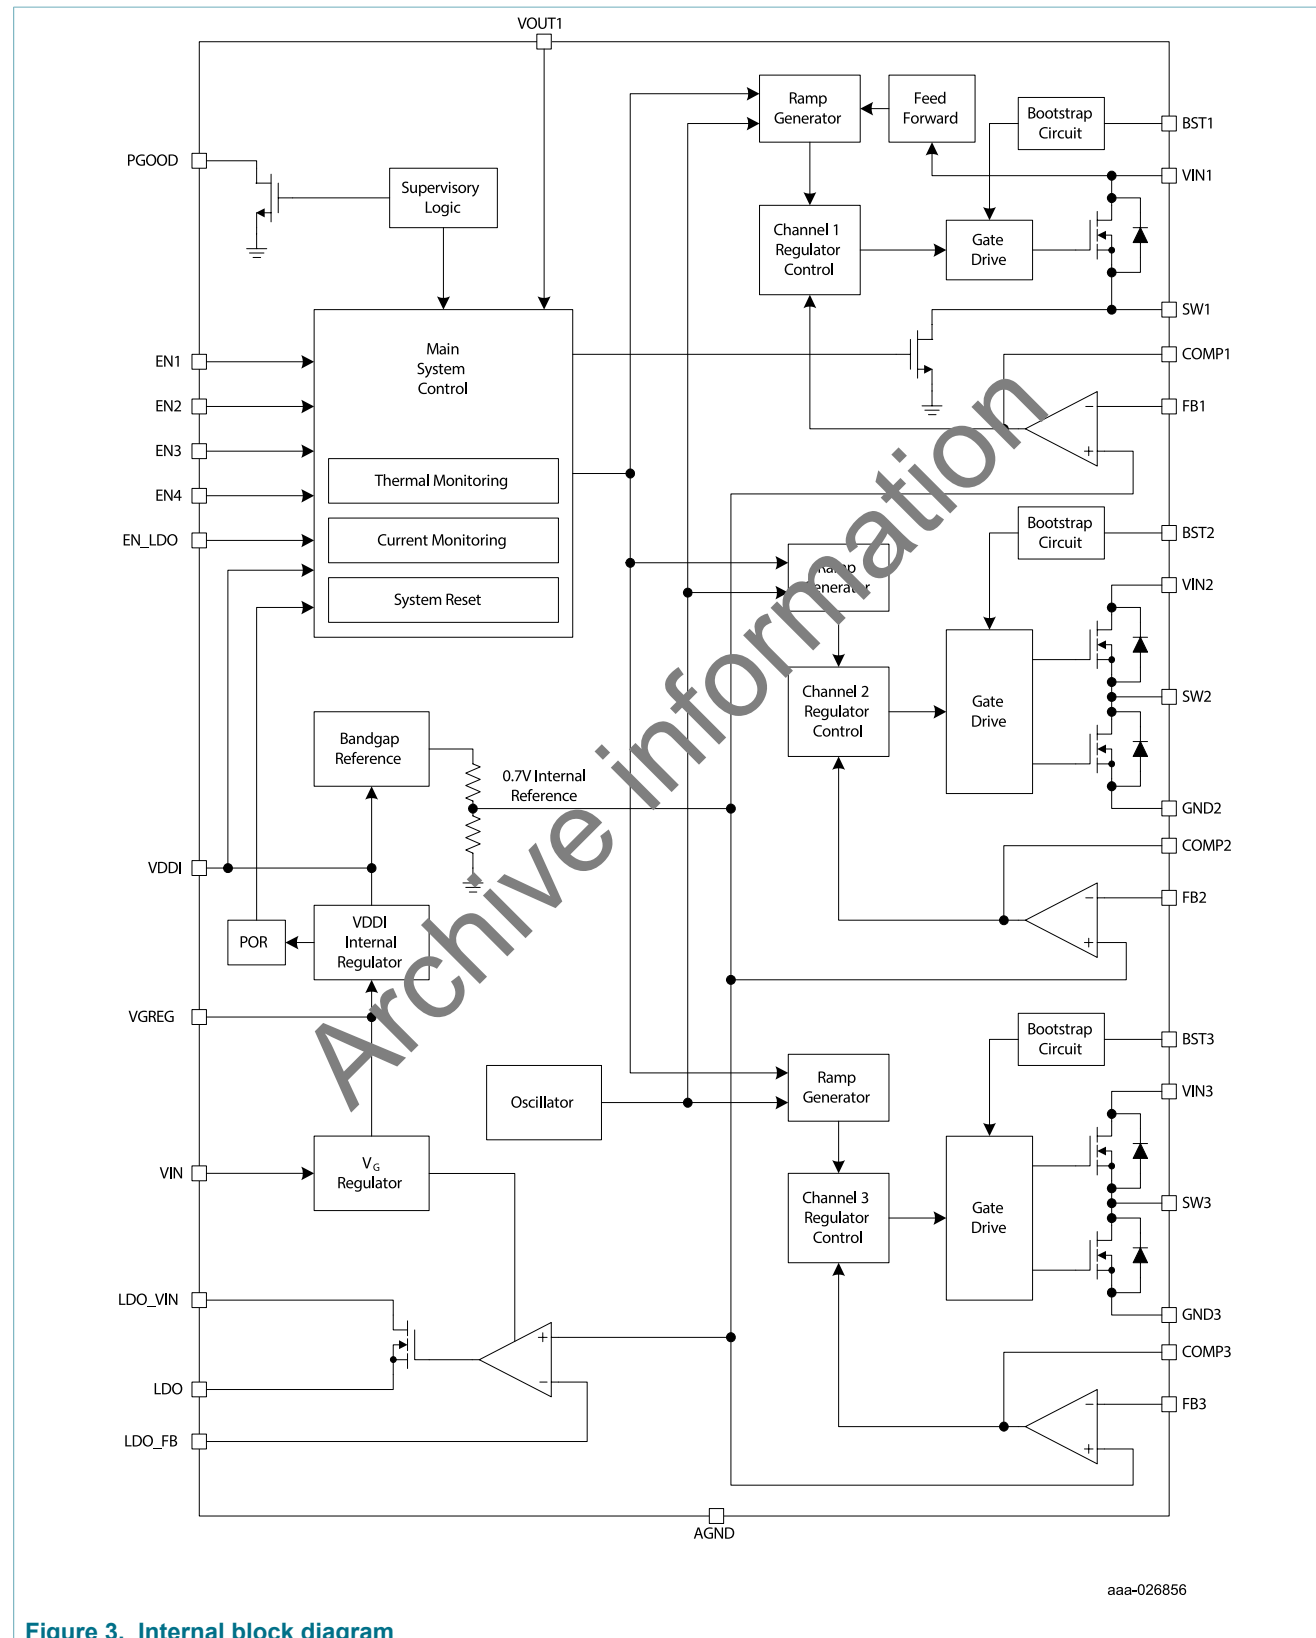 VOUT1
PGOOD
Supervisory
Logic
Ramp
Generator
Feed
Forward
Bootstrap
Circuit
BST1
VIN1
Channel 1
Regulator
Control
Gate
Drive
SW1
COMP1
FB1
-
+
EN1
EN2
EN3
EN4
EN_LDO
Main
System
Control
Thermal Monitoring
Current Monitoring
System Reset
Bootstrap
Circuit
BST2
Ramp
Generator
VIN2
Channel 2
Regulator
Control
Gate
Drive
SW2
GND2
COMP2
FB2
-
+
Bandgap
Reference
0.7V Internal
Reference
VDDI
POR
VDDI
Internal
Regulator
VGREG
Oscillator
VIN
VG
Regulator
Bootstrap
Circuit
BST3
Ramp
Generator
VIN3
Channel 3
Regulator
Control
Gate
Drive
SW3
GND3
COMP3
FB3
-
+
LDO_VIN
LDO
LDO_FB
+
-
AGND
Archive information
aaa-026856
Figure 3. Internal block diagram